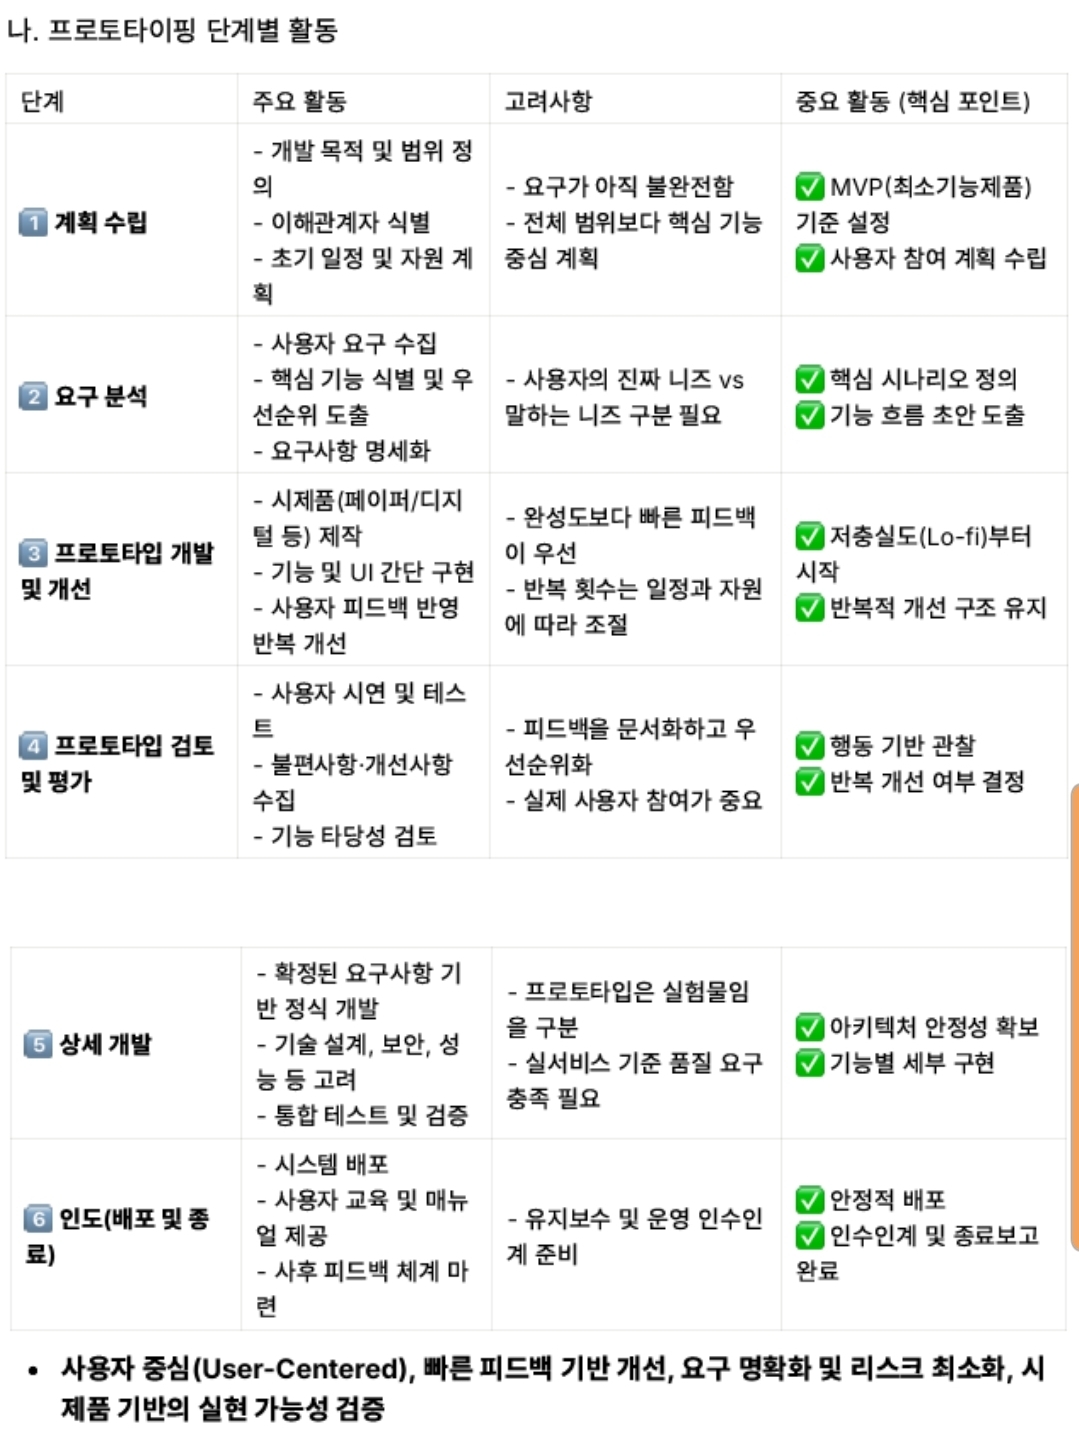 나. 프로토타이핑 단계별 활동
단계
주요 활동
고려사항
중요 활동 (핵심 포인트)
1 계획 수립
- 개발 목적 및 범위 정
의
- 이해관계자 식별
- 초기 일정 및 자원 계
획
- 요구가 아직 불완전함
- 전체 범위보다 핵심 기능
중심 계획
✅ MVP(최소기능제품)
기준 설정
✅ 사용자 참여 계획 수립
2 요구 분석
- 사용자 요구 수집
- 핵심 기능 식별 및 우
선순위 도출
- 요구사항 명세화
- 사용자의 진짜 니즈 vs
말하는 니즈 구분 필요
✅ 핵심 시나리오 정의
✅ 기능 흐름 초안 도출
3 프로토타입 개발
및 개선
- 시제품(페이퍼/디지
털 등) 제작
- 기능 및 UI 간단 구현
- 사용자 피드백 반영
반복 개선
- 완성도보다 빠른 피드백
이 우선
- 반복 횟수는 일정과 자원
에 따라 조절
✅ 저충실도(Lo-fi)부터
시작
✅ 반복적 개선 구조 유지
4 프로토타입 검토
및 평가
- 사용자 시연 및 테스
트
- 불편사항·개선사항
수집
- 기능 타당성 검토
- 피드백을 문서화하고 우
선순위화
- 실제 사용자 참여가 중요
✅ 행동 기반 관찰
✅ 반복 개선 여부 결정
5 상세 개발
- 확정된 요구사항 기
반 정식 개발
- 기술 설계, 보안, 성
능 등 고려
- 통합 테스트 및 검증
- 프로토타입은 실험물임
을 구분
- 실서비스 기준 품질 요구
충족 필요
✅ 아키텍처 안정성 확보
✅ 기능별 세부 구현
6 인도(배포 및 종
료)
- 시스템 배포
- 사용자 교육 및 매뉴
얼 제공
- 사후 피드백 체계 마
련
- 유지보수 및 운영 인수인
계 준비
✅ 안정적 배포
✅ 인수인계 및 종료보고
완료
• 사용자 중심(User-Centered), 빠른 피드백 기반 개선, 요구 명확화 및 리스크 최소화, 시
제품 기반의 실현 가능성 검증